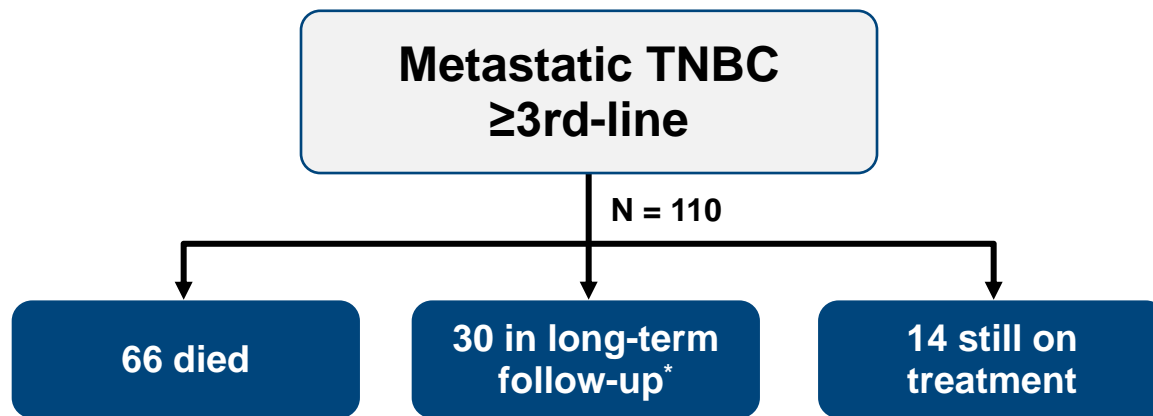 Metastatic TNBC
≥3rd-line
N = 110
66 died
30 in long-term
follow-up*
14 still on
treatment